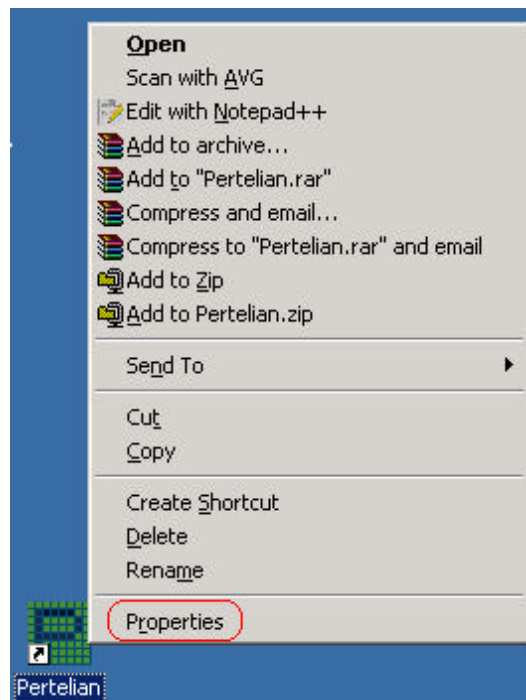 Open
Scan with AVG
Edit with Notepad++
Add to archive...
Add to "Pertelian.rar"
Compress and email...
Compress to "Pertelian.rar" and email
Add to Zip
Add to Pertelian.zip
Send To
Cut
Copy
Create Shortcut
Delete
Rename
Properties
Pertelian